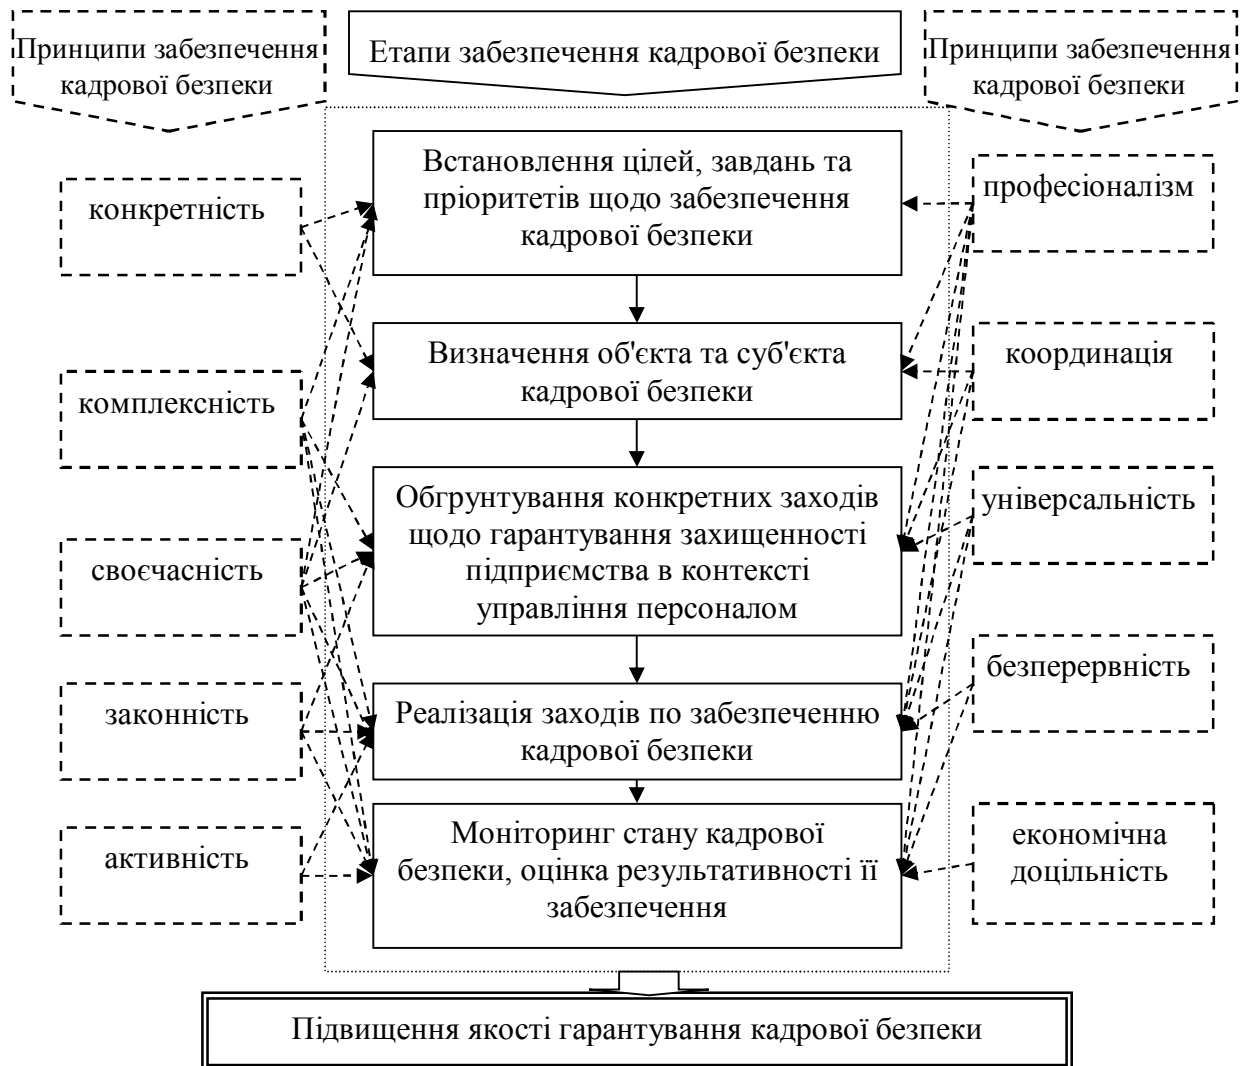 Принципи забезпечення
кадрової безпеки
Етапи забезпечення кадрової безпеки
Принципи забезпечення
кадрової безпеки
конкретність
комплексність
своєчасність
законність
активність
Встановлення цілей, завдань та
пріоритетів щодо забезпечення
кадрової безпеки
Визначення об'єкта та суб'єкта
кадрової безпеки
Обгрунтування конкретних заходів
щодо гарантування захищенності
підприємства в контексті
управління персоналом
Реалізація заходів по забезпеченню
кадрової безпеки
Моніторинг стану кадрової
безпеки, оцінка результативності її
забезпечення
професіоналізм
координація
універсальність
безперервність
економічна
доцільність
Підвищення якості гарантування кадрової безпеки